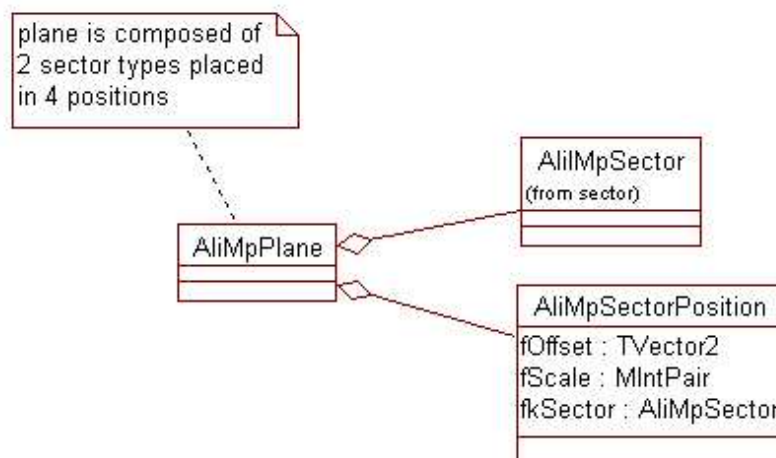 plane is composed of
2 sector types placed
in 4 positions
AliIMpSector
(from sector)
AliMpPlane
AliMpSectorPosition
fOffset : TVector2
fScale : MIntPair
fkSector : AliMpSector